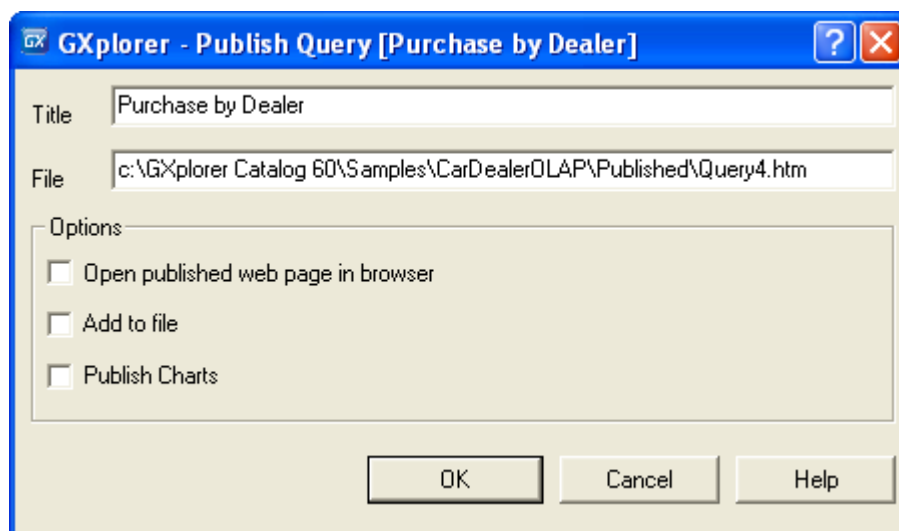 GX GXplorer - Publish Query [Purchase by Dealer] ?
Title Purchase by Dealer
File c:\GXplorer Catalog 60\Samples\CarDealerOLAP\Published\Query4.htm
Options
Open published web page in browser
Add to file
Publish Charts
OK Cancel Help